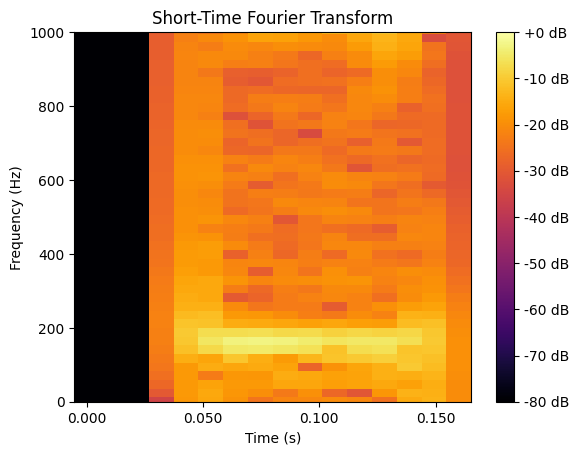 Short-Time Fourier Transform
1000
800
600
400
200
0
Frequency (Hz)
0.000
0.050
0.100
0.150
Time (s)
+0 dB
-10 dB
-20 dB
-30 dB
-40 dB
-50 dB
-60 dB
-70 dB
-80 dB